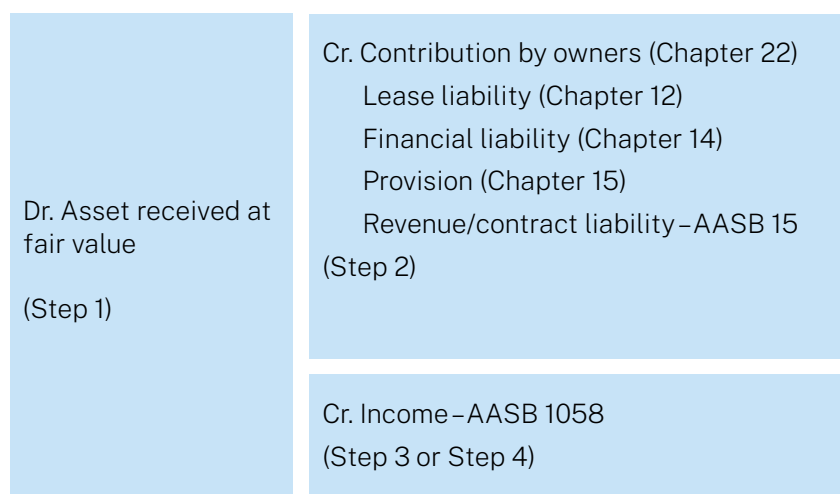 Dr. Asset received at
fair value
(Step 1)
Cr. Contribution by owners (Chapter 22)
Lease liability (Chapter 12)
Financial liability (Chapter 14)
Provision (Chapter 15)
Revenue/contract liability – AASB 15
(Step 2)
Cr. Income – AASB 1058
(Step 3 or Step 4)